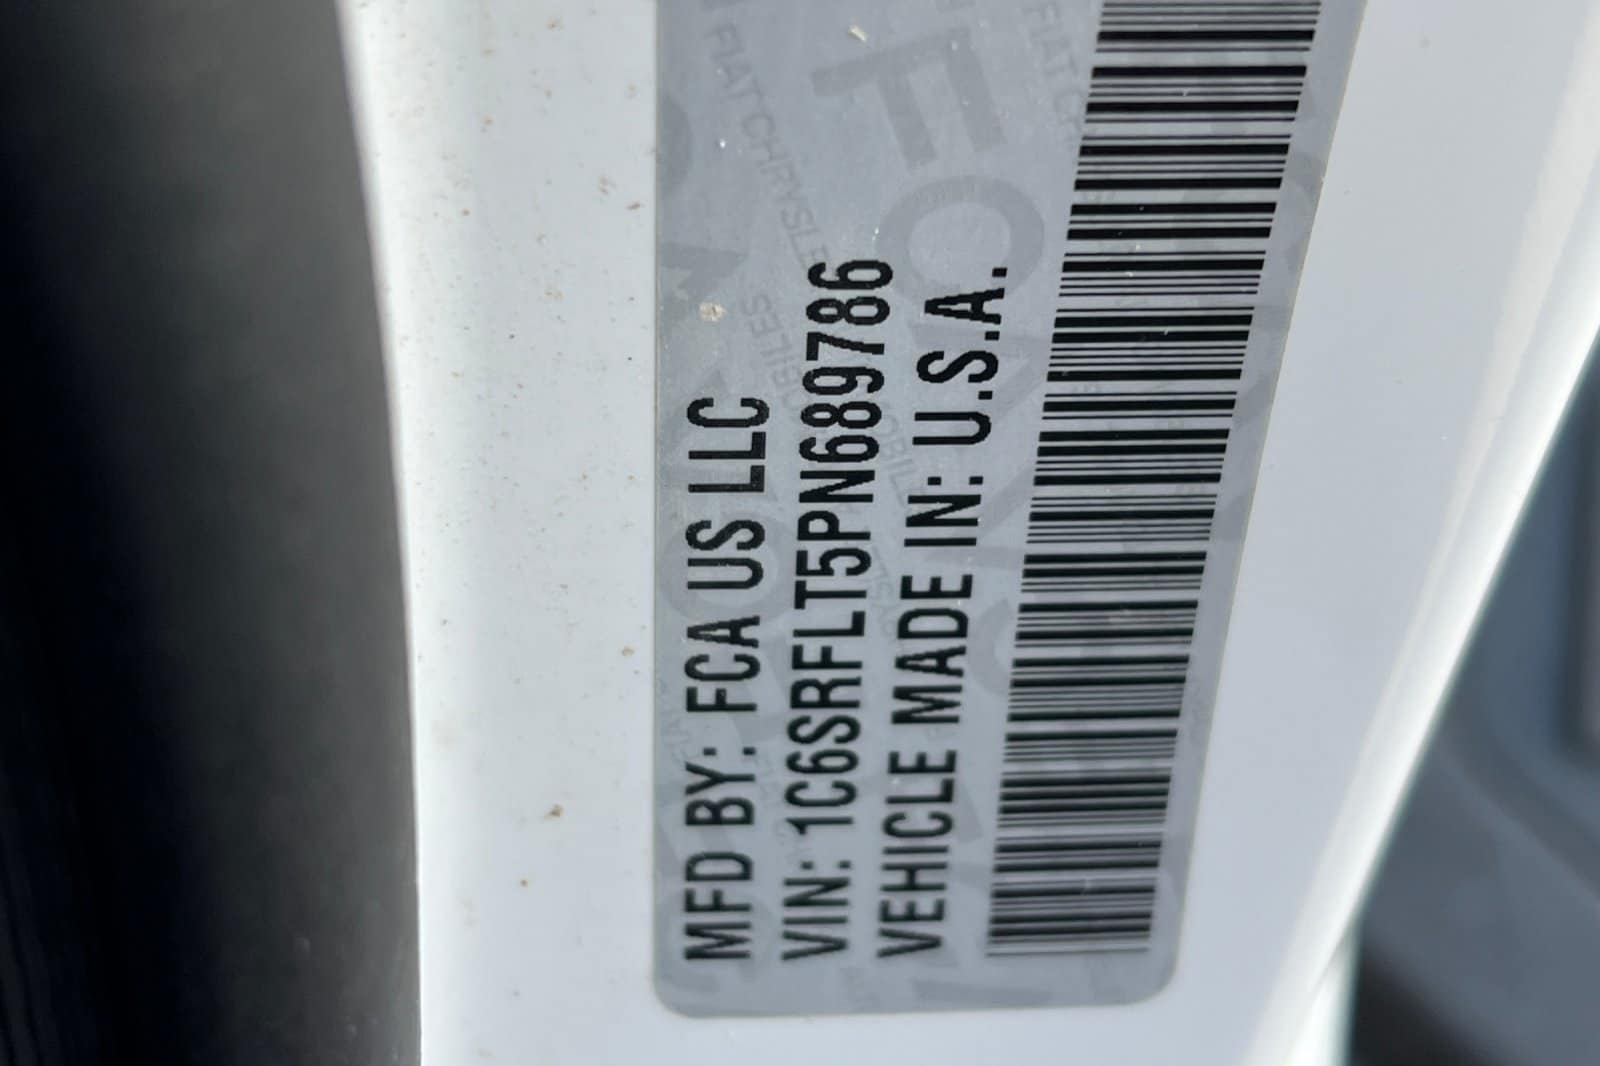 MFD BY: FCA US LLC
VIN: 1C6SRFLT5PN689786
VEHICLE MADE IN: U.S.A.